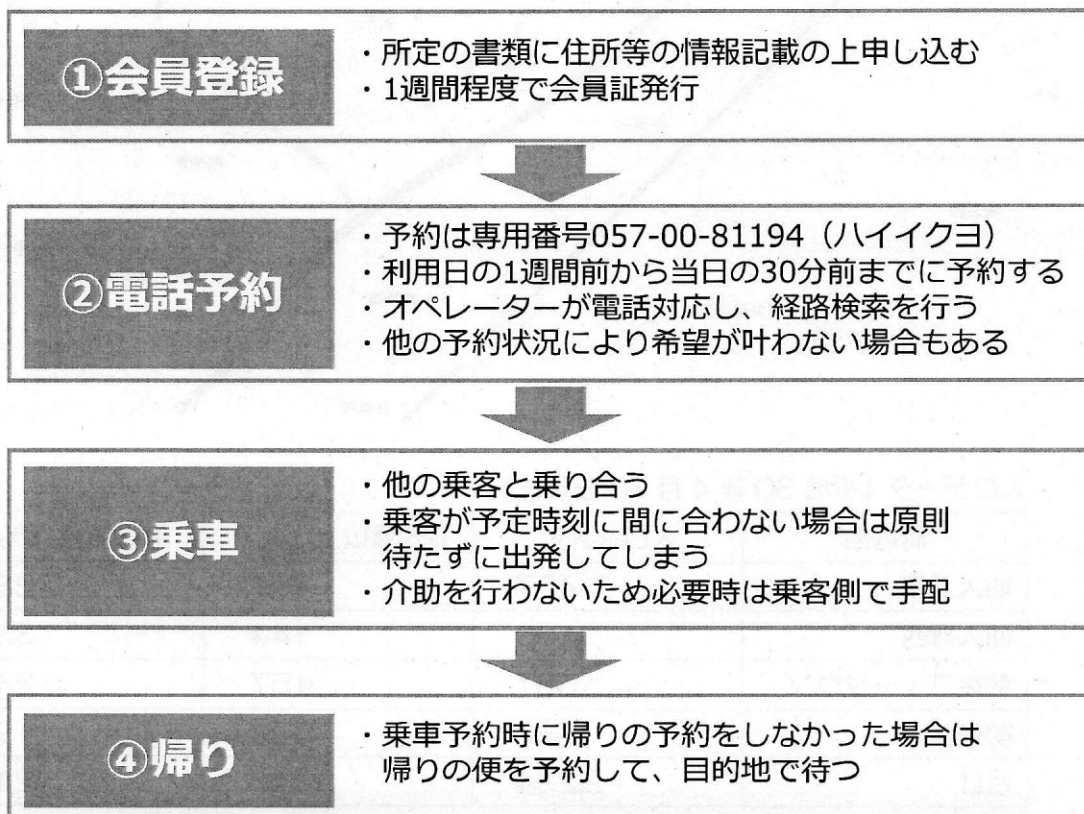 ①会員登録
・所定の書類に住所等の情報記載の上申し込む
・1週間程度で会員証発行
②電話予約
・予約は専用番号057-00-81194（ハイイクヨ）
・利用日の1週間前から当日の30分前までに予約する
・オペレーターが電話対応し、経路検索を行う
・他の予約状況により希望が叶わない場合もある
③乗車
・他の乗客と乗り合う
・乗客が予定時刻に間に合わない場合は原則
待たずに出発してしまう
・介助を行わないため必要時は乗客側で手配
④帰り
・乗車予約時に帰りの予約をしなかった場合は
帰りの便を予約して、目的地で待つ